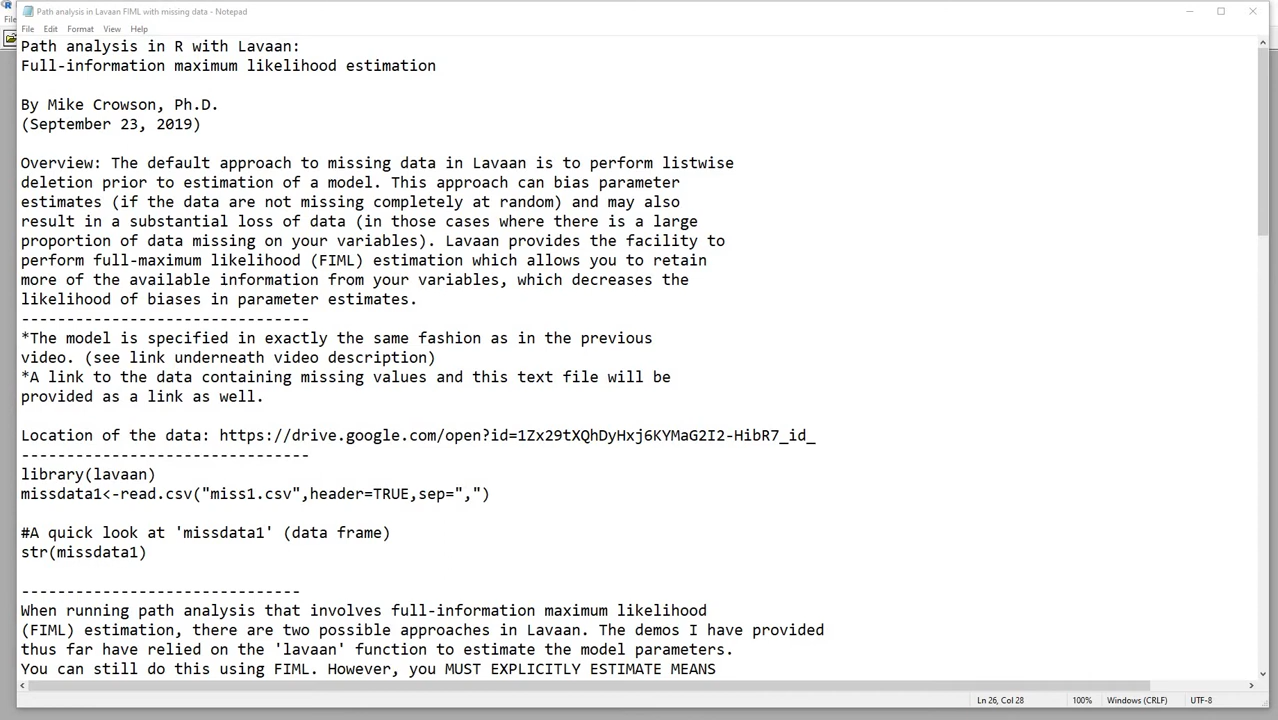 Path analysis in Lavaan FIML with missing data - Notepad
File Edit Format View Help
Path analysis in R with Lavaan:
Full-information maximum likelihood estimation
By Mike Crowson, Ph.D.
(September 23, 2019)
Overview: The default approach to missing data in Lavaan is to perform listwise
deletion prior to estimation of a model. This approach can bias parameter
estimates (if the data are not missing completely at random) and may also
result in a substantial loss of data (in those cases where there is a large
proportion of data missing on your variables). Lavaan provides the facility to
perform full-maximum likelihood (FIML) estimation which allows you to retain
more of the available information from your variables, which decreases the
likelihood of biases in parameter estimates.
--------------------------------
*The model is specified in exactly the same fashion as in the previous
video. (see link underneath video description)
*A link to the data containing missing values and this text file will be
provided as a link as well.
Location of the data: https://drive.google.com/open?id=1Zx29tXQhDyHxj6KYMaG2I2-HibR7_id_
--------------------------------
library(lavaan)
missdata1<-read.csv("miss1.csv",header=TRUE,sep=",")
#A quick look at 'missdata1' (data frame)
str(missdata1)
-------------------------------
When running path analysis that involves full-information maximum likelihood
(FIML) estimation, there are two possible approaches in Lavaan. The demos I have provided
thus far have relied on the 'lavaan' function to estimate the model parameters.
You can still do this using FIML. However, you MUST EXPLICITLY ESTIMATE MEANS
Ln 26, Col 28 100% Windows (CRLF) UTF-8